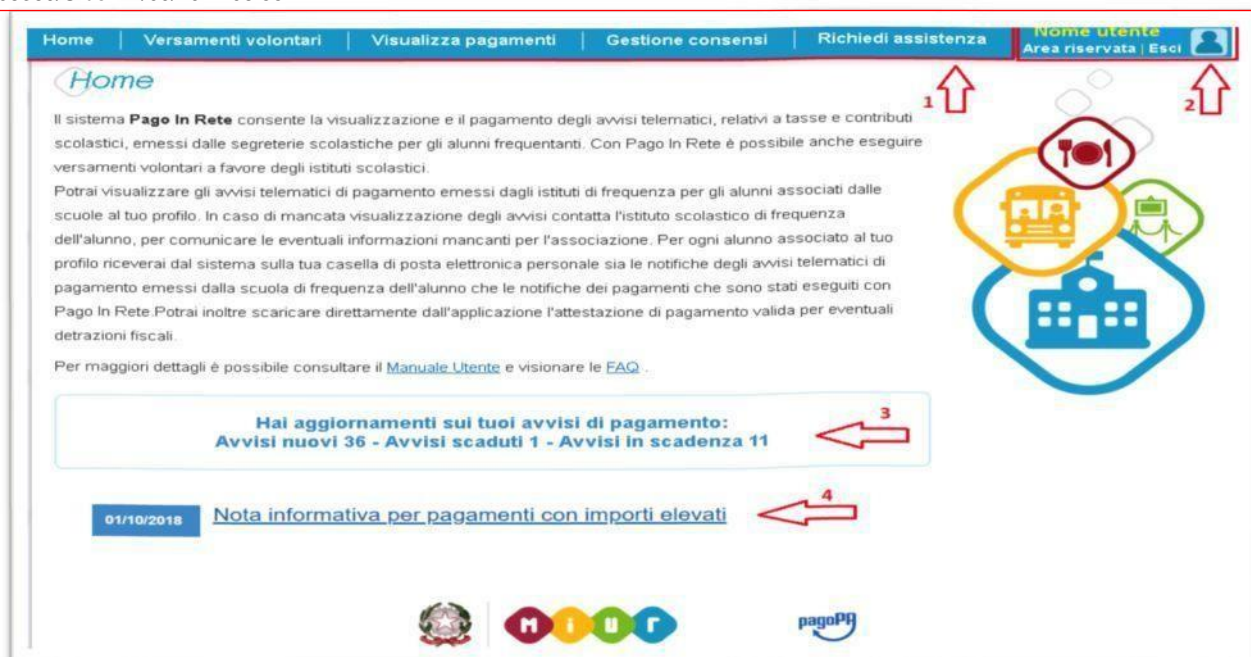 Home | Versamenti volontari | Visualizza pagamenti | Gestione consensi | Richiedi assistenza
Nome utente
Area riservata | Esci
1
2
Home
Il sistema Pago In Rete consente la visualizzazione e il pagamento degli avvisi telematici, relativi a tasse e contributi
scolastici, emessi dalle segreterie scolastiche per gli alunni frequentanti. Con Pago In Rete è possibile anche eseguire
versamenti volontari a favore degli istituti scolastici.
Potrai visualizzare gli avvisi telematici di pagamento emessi dagli istituti di frequenza per gli alunni associati dalle
scuole al tuo profilo. In caso di mancata visualizzazione degli avvisi contatta l'istituto scolastico di frequenza
dell'alunno, per comunicare le eventuali informazioni mancanti per l'associazione. Per ogni alunno associato al tuo
profilo riceverai dal sistema sulla tua casella di posta elettronica personale sia le notifiche degli avvisi telematici di
pagamento emessi dalla scuola di frequenza dell'alunno che le notifiche dei pagamenti che sono stati eseguiti con
Pago In Rete.Potrai inoltre scaricare direttamente dall'applicazione l'attestazione di pagamento valida per eventuali
detrazioni fiscali.
Per maggiori dettagli è possibile consultare il Manuale Utente e visionare le FAQ .
Hai aggiornamenti sui tuoi avvisi di pagamento:
Avvisi nuovi 36 - Avvisi scaduti 1 - Avvisi in scadenza 11
3
01/10/2018 Nota informativa per pagamenti con importi elevati
4
MIUr
pagoPA